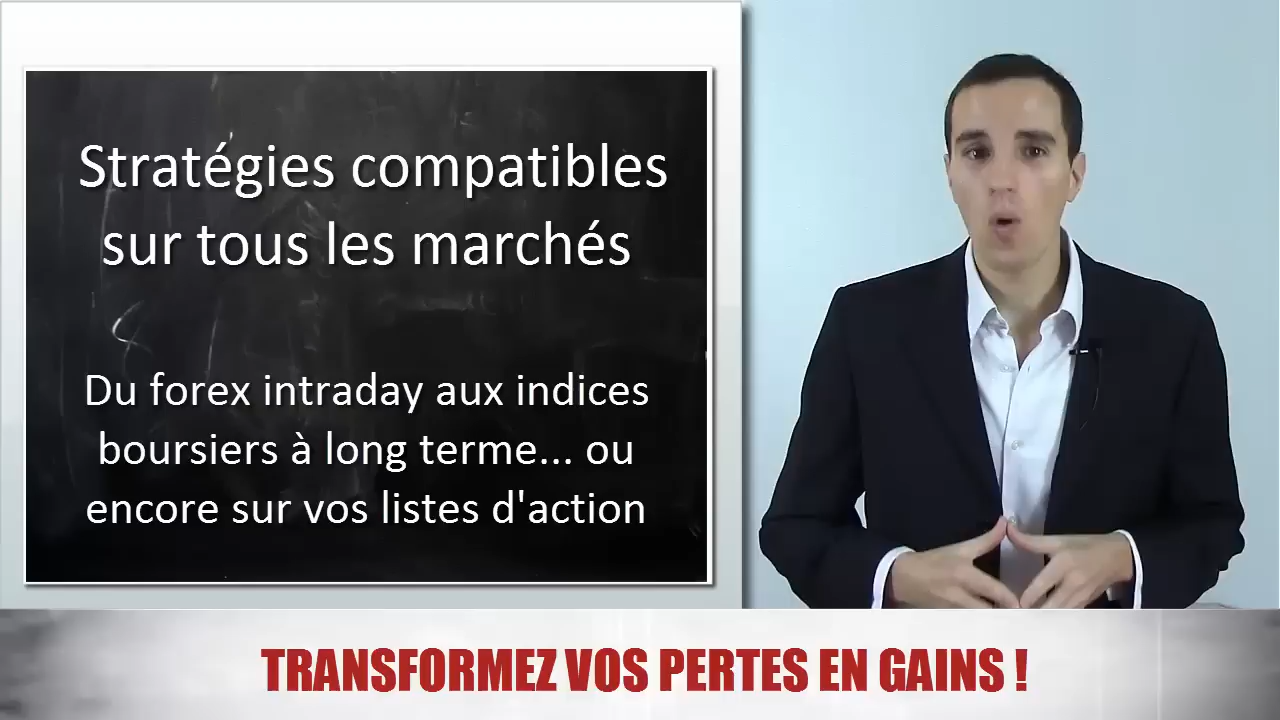 Stratégies compatibles
sur tous les marchés
Du forex intraday aux indices
boursiers à long terme... ou
encore sur vos listes d'action
TRANSFORMEZ VOS PERTES EN GAINS !